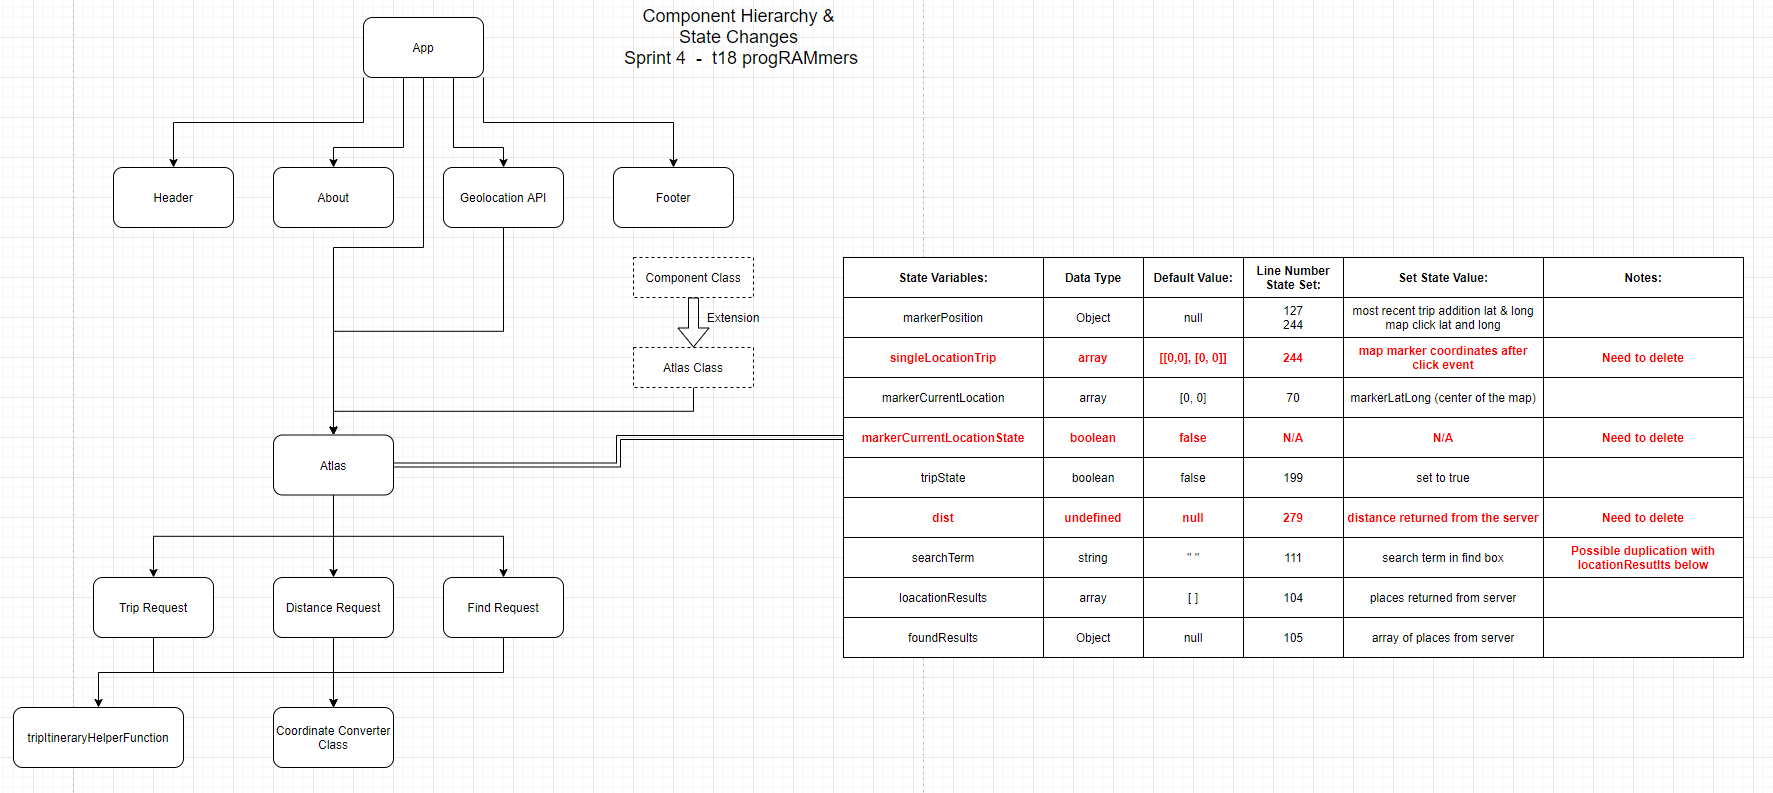 Component Hierarchy &
State Changes
Sprint 4 - t18 progRAMmers
App
Header
About
Geolocation API
Footer
Component Class
Extension
Atlas Class
Atlas
Trip Request
Distance Request
Find Request
tripItineraryHelperFunction
Coordinate Converter
Class
State Variables:
Data Type
Default Value:
Line Number
State Set:
Set State Value:
Notes:
markerPosition
Object
null
127
244
most recent trip addition lat & long
map click lat and long
singleLocationTrip
array
[[0,0], [0, 0]]
244
map marker coordinates after
click event
Need to delete
markerCurrentLocation
array
[0, 0]
70
markerLatLong (center of the map)
markerCurrentLocationState
boolean
false
N/A
N/A
Need to delete
tripState
boolean
false
199
set to true
dist
undefined
null
279
distance returned from the server
Need to delete
searchTerm
string
" "
111
search term in find box
Possible duplication with
locationResutlts below
loacationResults
array
[ ]
104
places returned from server
foundResults
Object
null
105
array of places from server